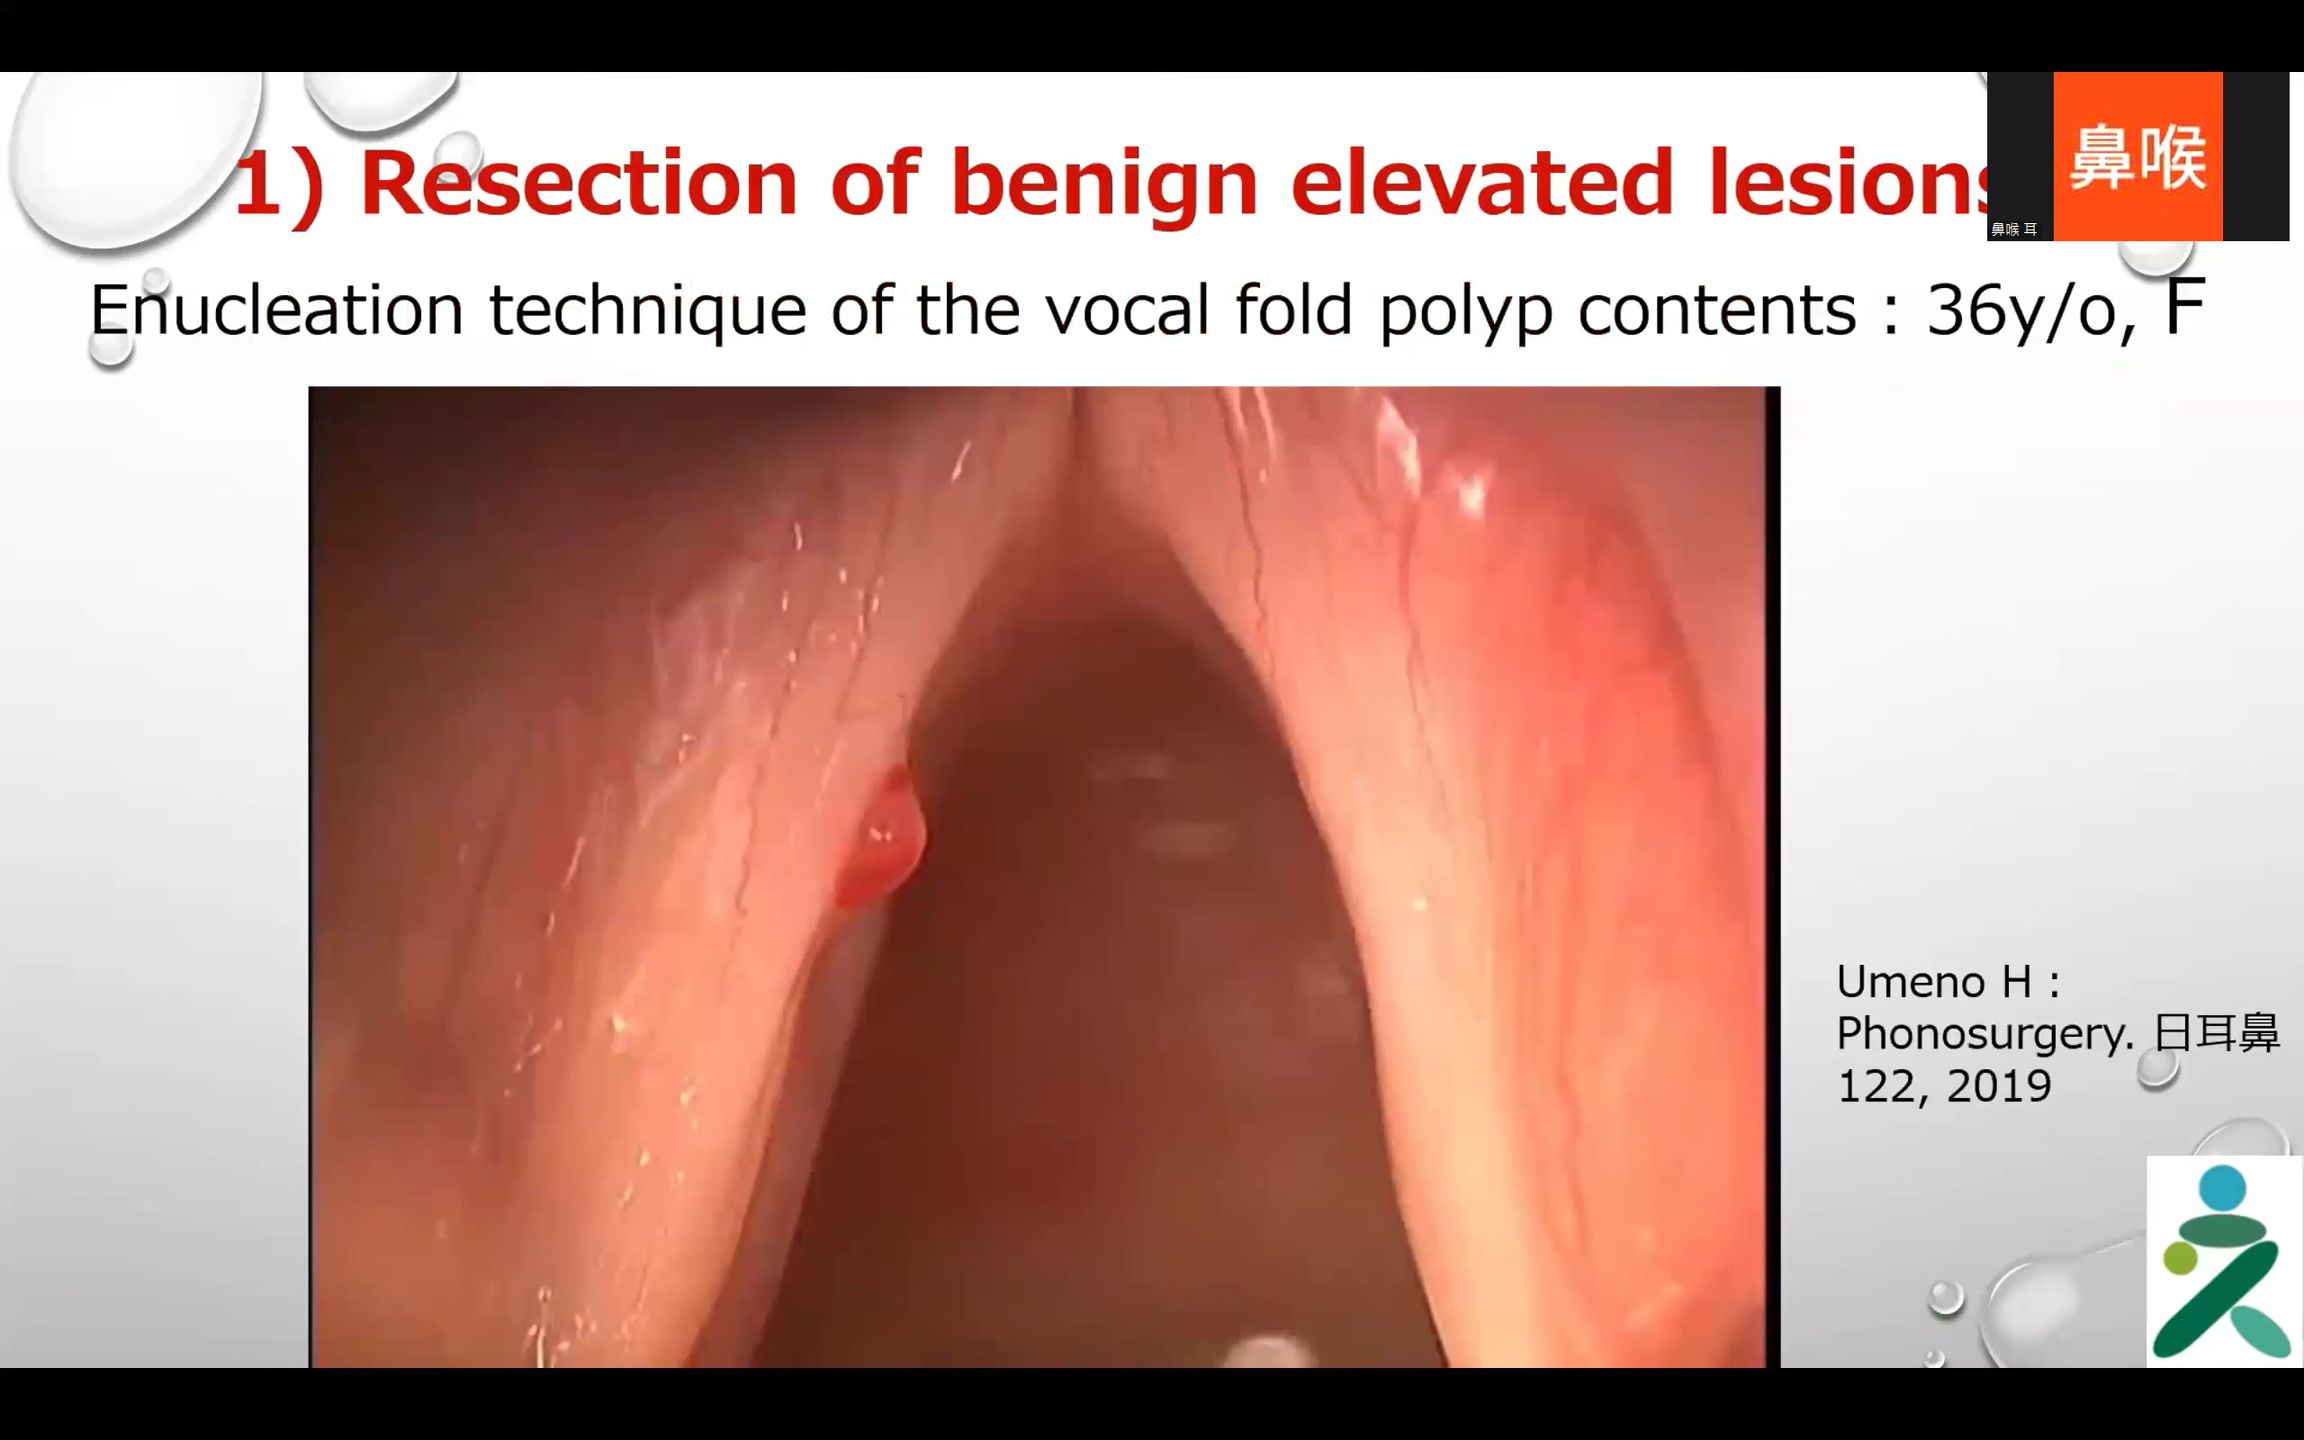 1) Resection of benign elevated lesions
鼻喉
鼻喉 耳
Enucleation technique of the vocal fold polyp contents : 36y/o, F
Umeno H :
Phonosurgery. 日耳鼻
122, 2019